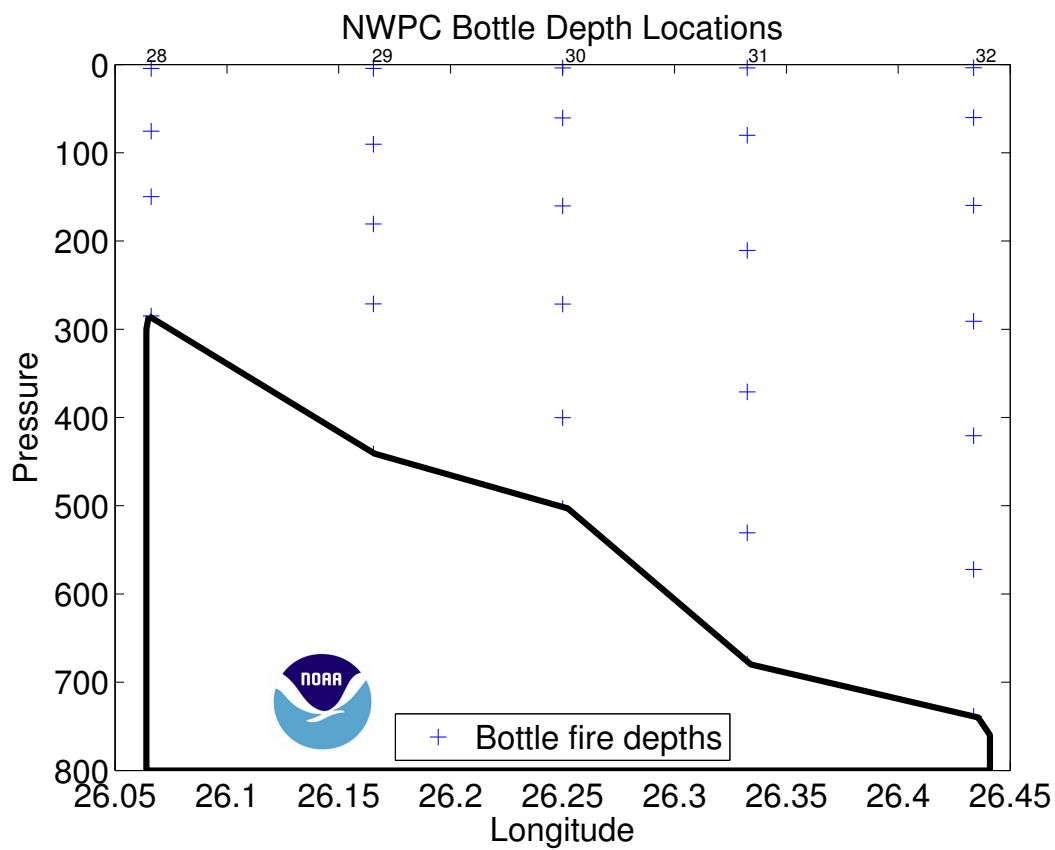 NWPC Bottle Depth Locations
28 29 30 31 32
0
100
200
300
400
500
600
700
800
Pressure
NOAA
Bottle fire depths
26.05 26.1 26.15 26.2 26.25 26.3 26.35 26.4 26.45
Longitude